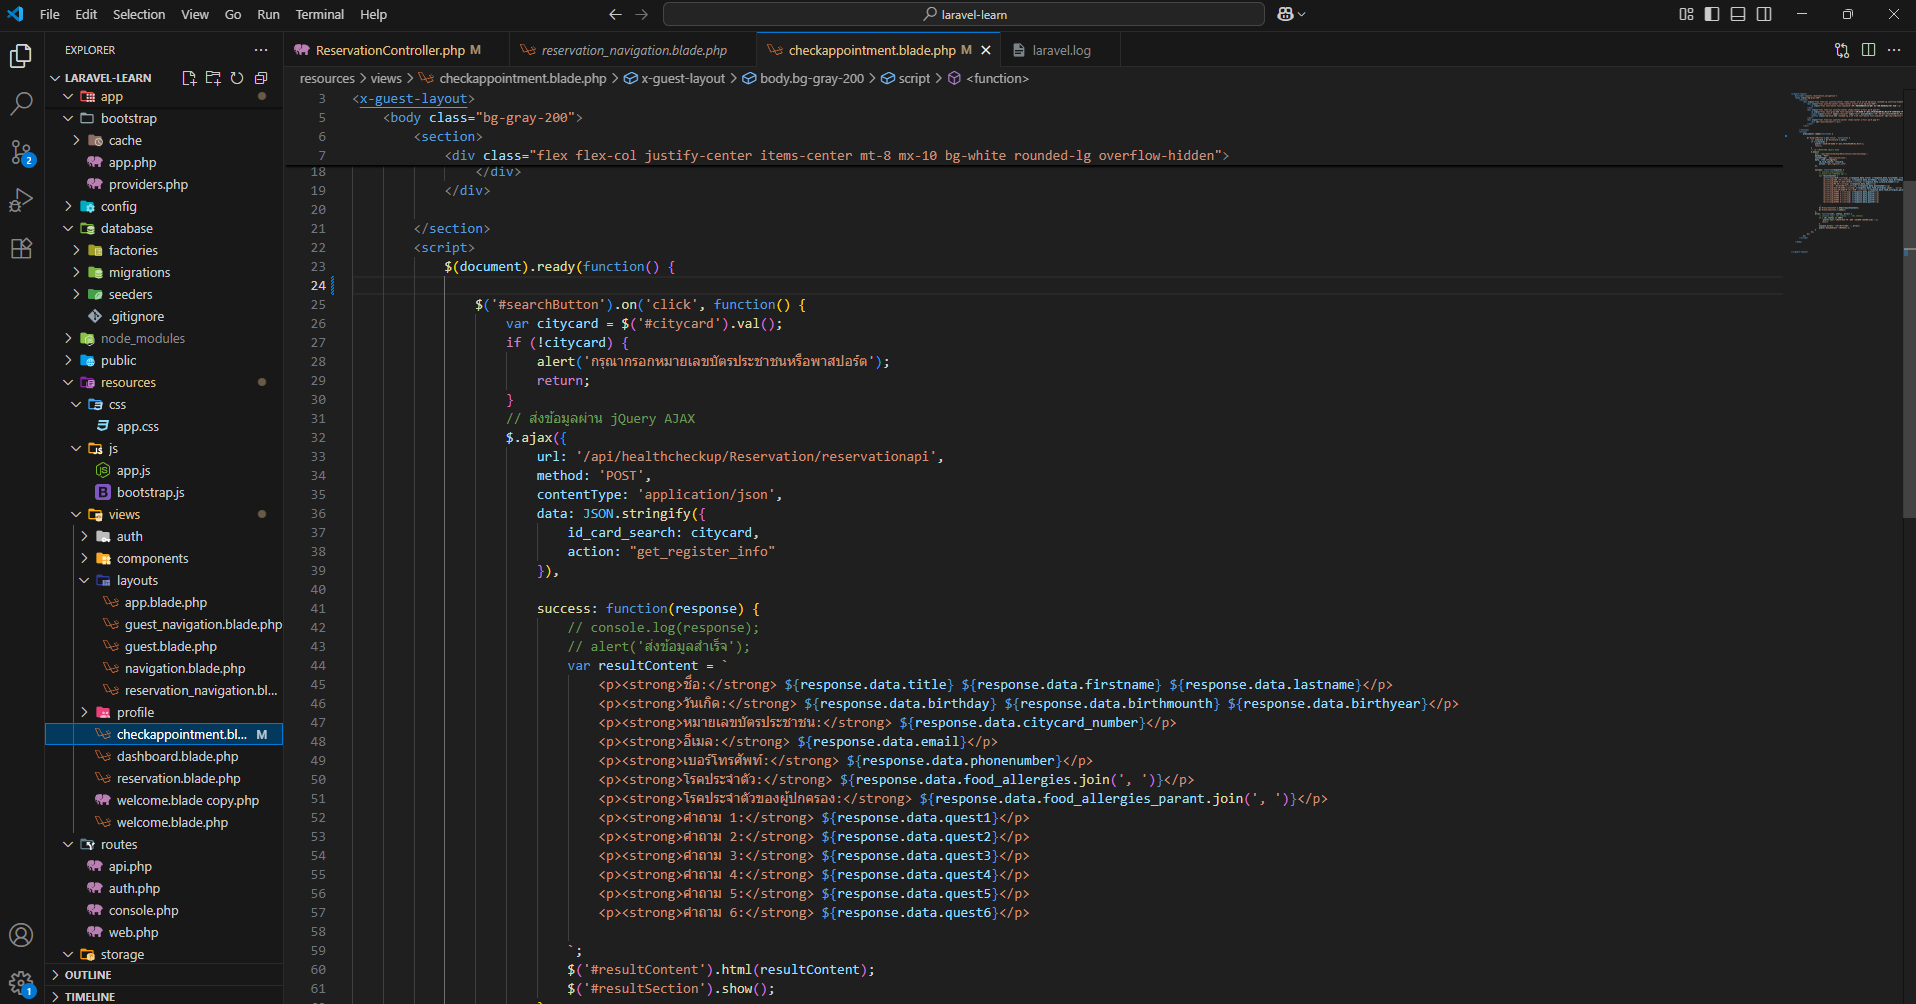 File Edit Selection View Go Run Terminal Help
laravel-learn
EXPLORER
LARAVEL-LEARN
app
bootstrap
cache
app.php
providers.php
config
database
factories
migrations
seeders
.gitignore
node_modules
public
resources
css
app.css
js
app.js
bootstrap.js
views
auth
components
layouts
app.blade.php
guest_navigation.blade.php
guest.blade.php
navigation.blade.php
reservation_navigation.bl...
profile
checkappointment.bl... M
dashboard.blade.php
reservation.blade.php
welcome.blade copy.php
welcome.blade.php
routes
api.php
auth.php
console.php
web.php
storage
OUTLINE
TIMELINE
2
1
ReservationController.php M
reservation_navigation.blade.php
checkappointment.blade.php M
laravel.log
resources > views > checkappointment.blade.php > x-guest-layout > body.bg-gray-200 > script > <function>
3 <x-guest-layout>
5 <body class="bg-gray-200">
6 <section>
7 <div class="flex flex-col justify-center items-center mt-8 mx-10 bg-white rounded-lg overflow-hidden">
18 </div>
19 </div>
20
21 </section>
22 <script>
23 $(document).ready(function() {
24
25 $('#searchButton').on('click', function() {
26 var citycard = $('#citycard').val();
27 if (!citycard) {
28 alert('กรุณากรอกหมายเลขบัตรประชาชนหรือพาสปอร์ต');
29 return;
30 }
31 // ส่งข้อมูลผ่าน jQuery AJAX
32 $.ajax({
33 url: '/api/healthcheckup/Reservation/reservationapi',
34 method: 'POST',
35 contentType: 'application/json',
36 data: JSON.stringify({
37 id_card_search: citycard,
38 action: "get_register_info"
39 }),
40
41 success: function(response) {
42 // console.log(response);
43 // alert('ส่งข้อมูลสำเร็จ');
44 var resultContent = `
45 <p><strong>ชื่อ:</strong> ${response.data.title} ${response.data.firstname} ${response.data.lastname}</p>
46 <p><strong>วันเกิด:</strong> ${response.data.birthday} ${response.data.birthmounth} ${response.data.birthyear}</p>
47 <p><strong>หมายเลขบัตรประชาชน:</strong> ${response.data.citycard_number}</p>
48 <p><strong>อีเมล:</strong> ${response.data.email}</p>
49 <p><strong>เบอร์โทรศัพท์:</strong> ${response.data.phonenumber}</p>
50 <p><strong>โรคประจำตัว:</strong> ${response.data.food_allergies.join(', ')}</p>
51 <p><strong>โรคประจำตัวของผู้ปกครอง:</strong> ${response.data.food_allergies_parant.join(', ')}</p>
52 <p><strong>คำถาม 1:</strong> ${response.data.quest1}</p>
53 <p><strong>คำถาม 2:</strong> ${response.data.quest2}</p>
54 <p><strong>คำถาม 3:</strong> ${response.data.quest3}</p>
55 <p><strong>คำถาม 4:</strong> ${response.data.quest4}</p>
56 <p><strong>คำถาม 5:</strong> ${response.data.quest5}</p>
57 <p><strong>คำถาม 6:</strong> ${response.data.quest6}</p>
58
59 `;
60 $('#resultContent').html(resultContent);
61 $('#resultSection').show();